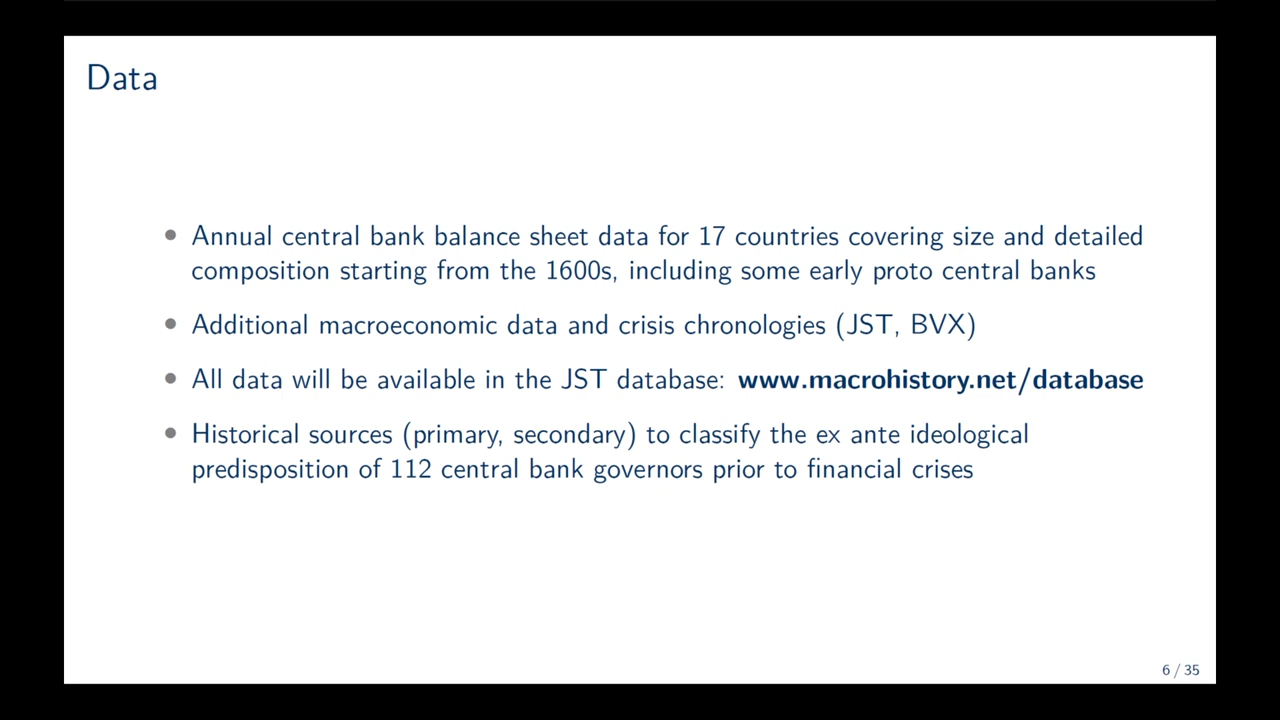 Data
• Annual central bank balance sheet data for 17 countries covering size and detailed
composition starting from the 1600s, including some early proto central banks
• Additional macroeconomic data and crisis chronologies (JST, BVX)
• All data will be available in the JST database: www.macrohistory.net/database
• Historical sources (primary, secondary) to classify the ex ante ideological
predisposition of 112 central bank governors prior to financial crises
6 / 35